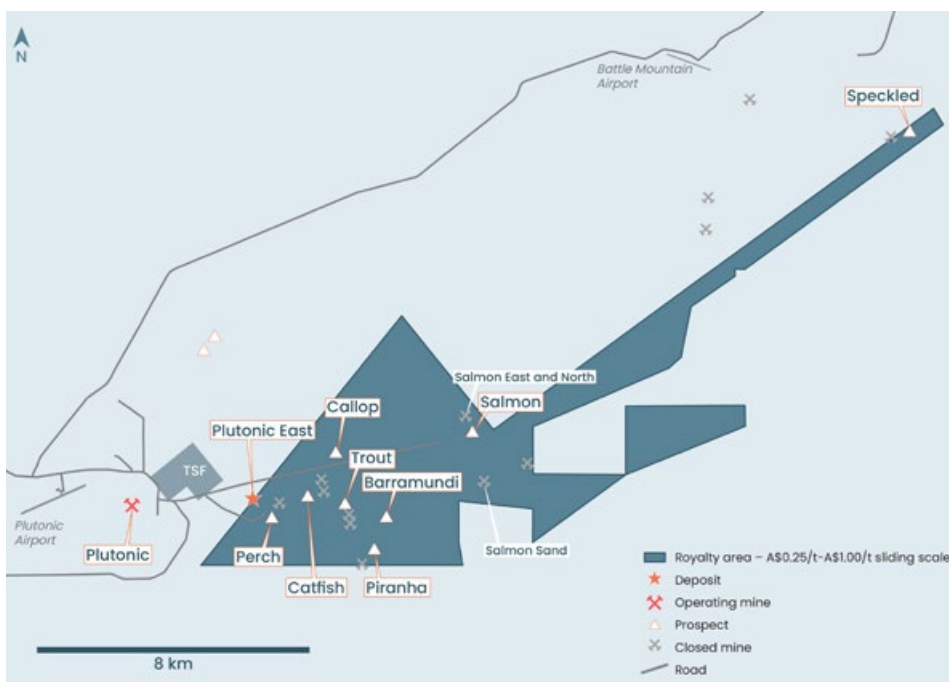 N
Battle Mountain
Airport
Speckled
Salmon East and North
Salmon
Callop
Plutonic East
Trout
TSF
Barramundi
Plutonic
Airport
Plutonic
Perch
Salmon Sand
Catfish
Piranha
Royalty area – A$0.25/t-A$1.00/t sliding scale
Deposit
Operating mine
Prospect
Closed mine
Road
8 km